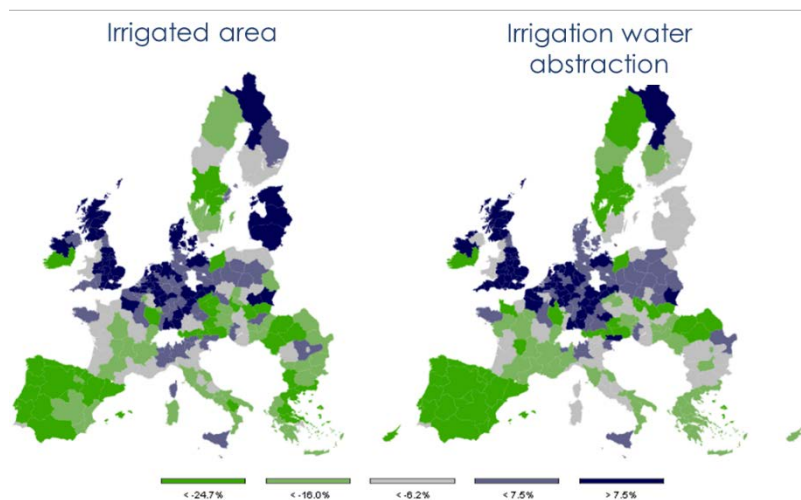 Irrigated area
Irrigation water
abstraction
< -24.7%
< -16.0%
< -6.2%
< 7.5%
> 7.5%